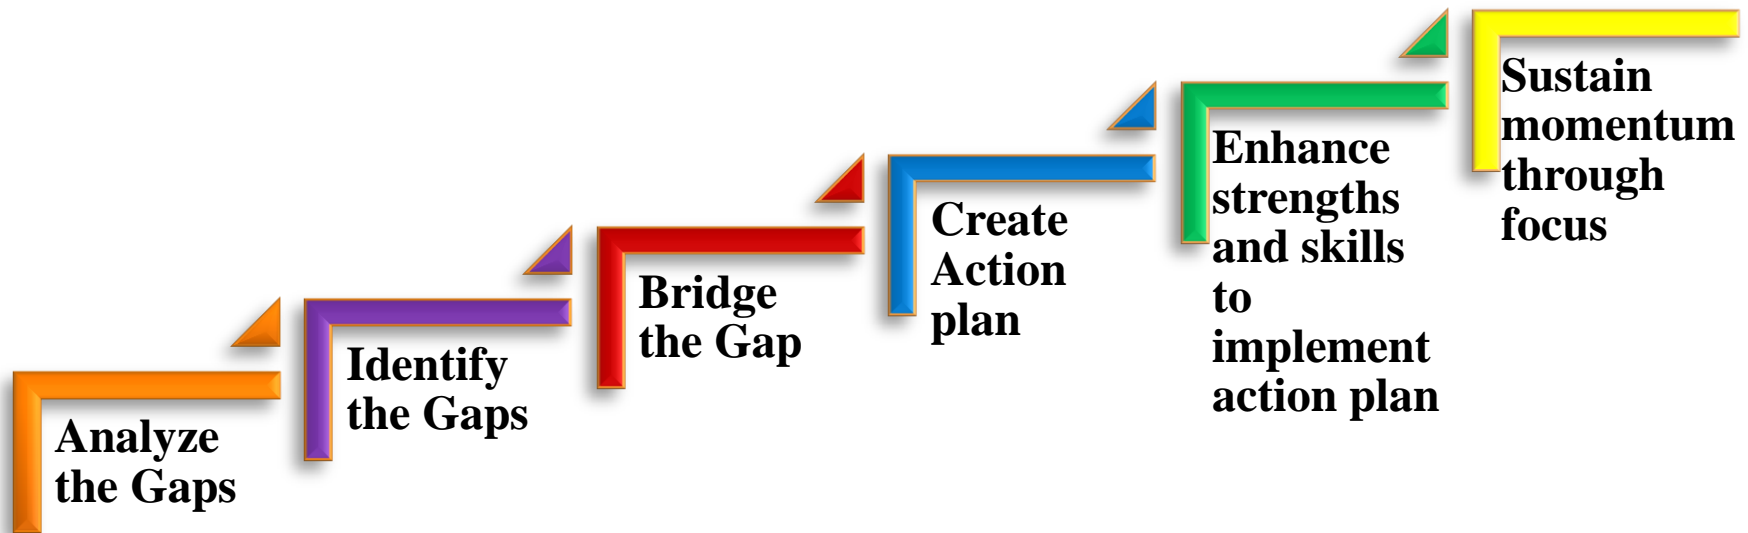 Analyze
the Gaps
Identify
the Gaps
Bridge
the Gap
Create
Action
plan
Enhance
strengths
and skills
to
implement
action plan
Sustain
momentum
through
focus